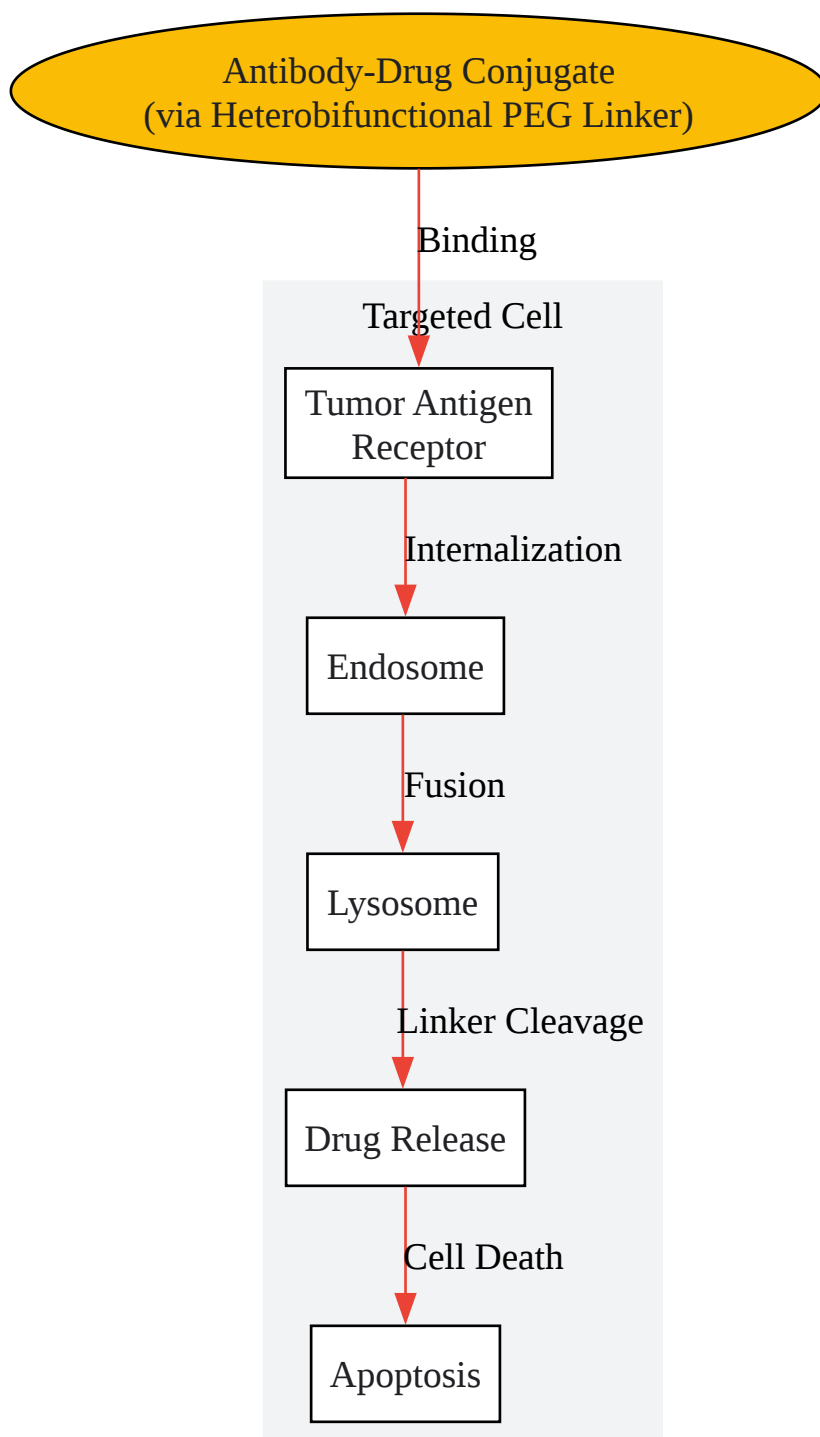 Antibody-Drug Conjugate
(via Heterobifunctional PEG Linker)
Binding
Targeted Cell
Tumor Antigen
Receptor
Internalization
Endosome
Fusion
Lysosome
Linker Cleavage
Drug Release
Cell Death
Apoptosis